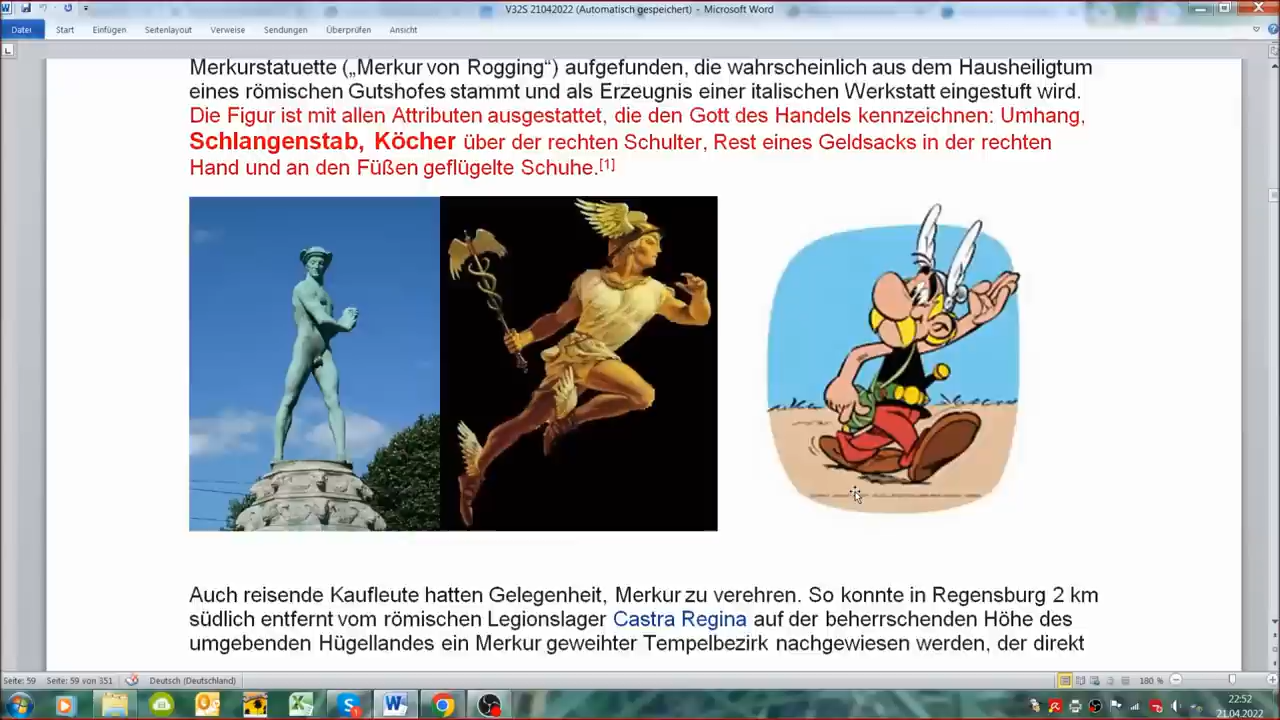 V32S 21042022 (Automatisch gespeichert) - Microsoft Word
Datei Start Einfügen Seitenlayout Verweise Sendungen Überprüfen Ansicht
Merkurstatuette („Merkur von Rogging“) aufgefunden, die wahrscheinlich aus dem Hausheiligtum
eines römischen Gutshofes stammt und als Erzeugnis einer italischen Werkstatt eingestuft wird.
Die Figur ist mit allen Attributen ausgestattet, die den Gott des Handels kennzeichnen: Umhang,
Schlangenstab, Köcher über der rechten Schulter, Rest eines Geldsacks in der rechten
Hand und an den Füßen geflügelte Schuhe.[1]
Auch reisende Kaufleute hatten Gelegenheit, Merkur zu verehren. So konnte in Regensburg 2 km
südlich entfernt vom römischen Legionslager Castra Regina auf der beherrschenden Höhe des
umgebenden Hügellandes ein Merkur geweihter Tempelbezirk nachgewiesen werden, der direkt
Seite: 59 Seite: 59 von 351 Deutsch (Deutschland) 180 %
22:52
21.04.2022